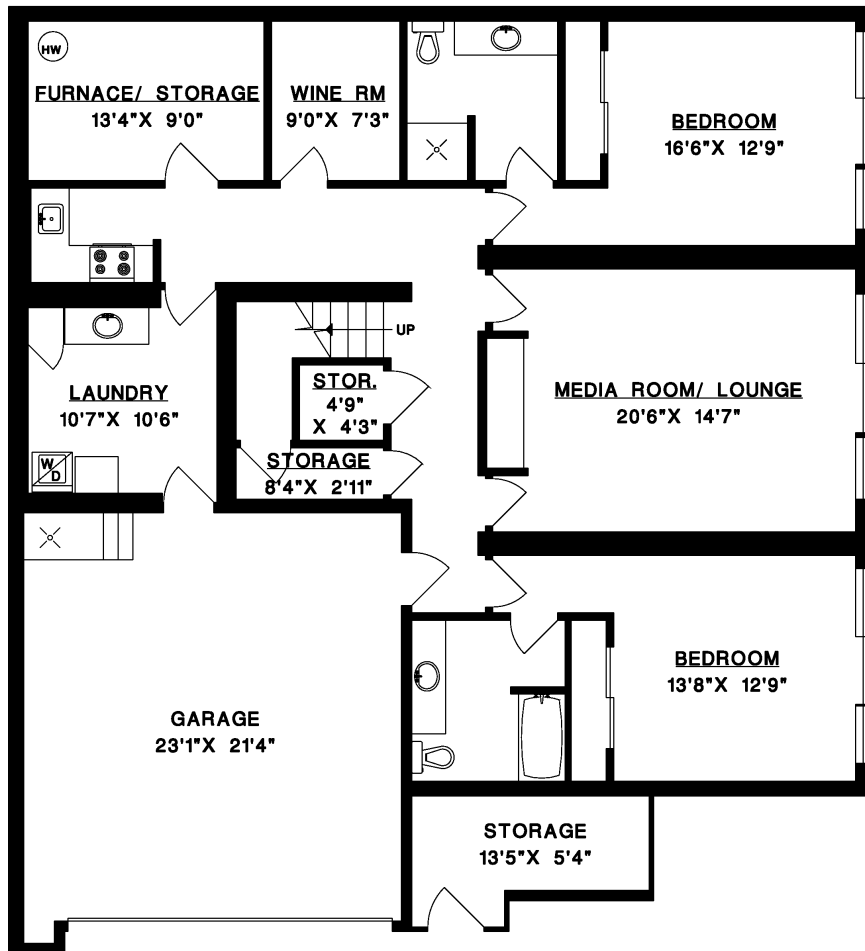 HW
FURNACE/ STORAGE
13'4"X 9'0"
WINE RM
9'0"X 7'3"
BEDROOM
16'6"X 12'9"
UP
STOR.
4'9"
X 4'3"
MEDIA ROOM/ LOUNGE
20'6"X 14'7"
LAUNDRY
10'7"X 10'6"
W
D
STORAGE
8'4"X 2'11"
BEDROOM
13'8"X 12'9"
GARAGE
23'1"X 21'4"
STORAGE
13'5"X 5'4"